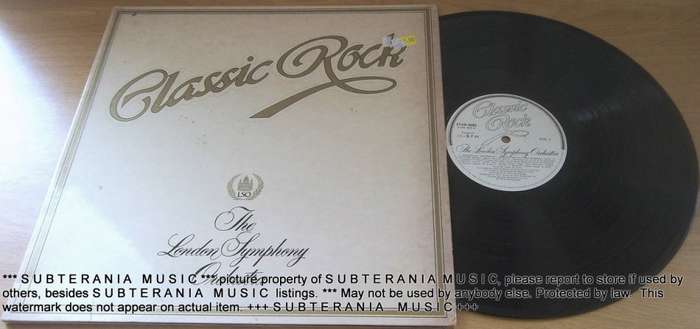 Classic Rock
LSO
The
London Symphony
Orchestra
Classic
Rock
The London Symphony Orchestra
*** S U B T E R A N I A M U S I C *** picture property of S U B T E R A N I A M U S I C, please report to store if used by
others, besides S U B T E R A N I A M U S I C listings. *** May not be used by anybody else. Protected by law. This
watermark does not appear on actual item. +++ S U B T E R A N I A M U S I C +++